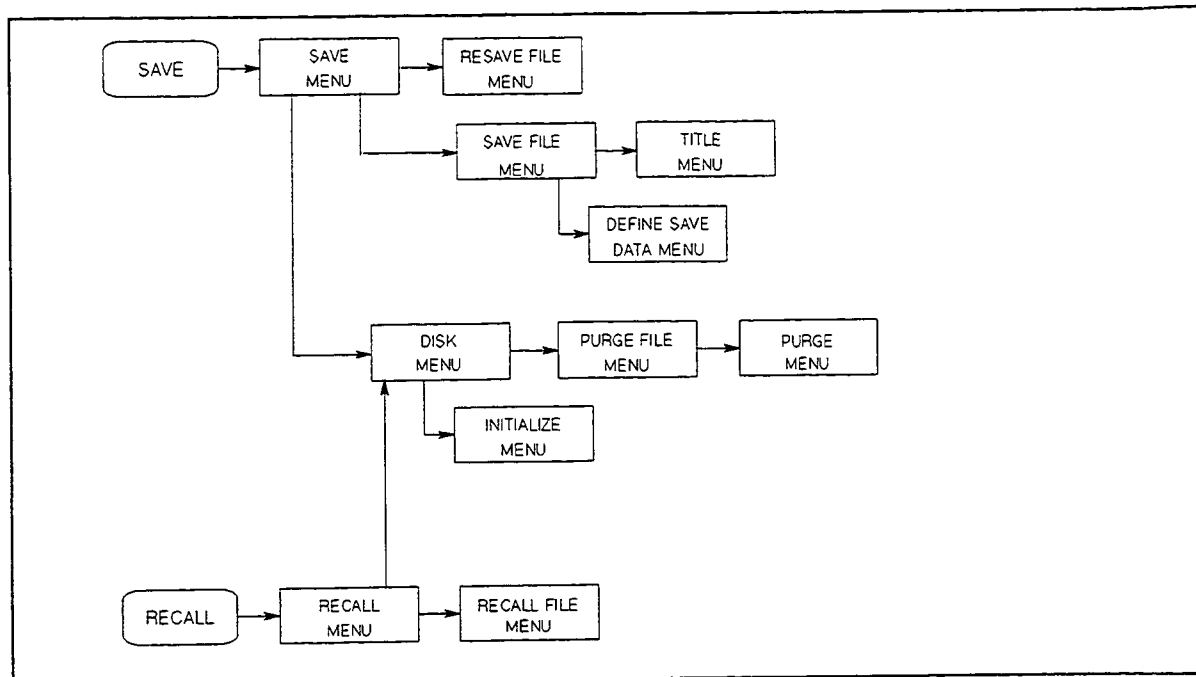 SAVE
SAVE
MENU
RESAVE FILE
MENU
SAVE FILE
MENU
TITLE
MENU
DEFINE SAVE
DATA MENU
DISK
MENU
PURGE FILE
MENU
PURGE
MENU
INITIALIZE
MENU
RECALL
RECALL
MENU
RECALL FILE
MENU